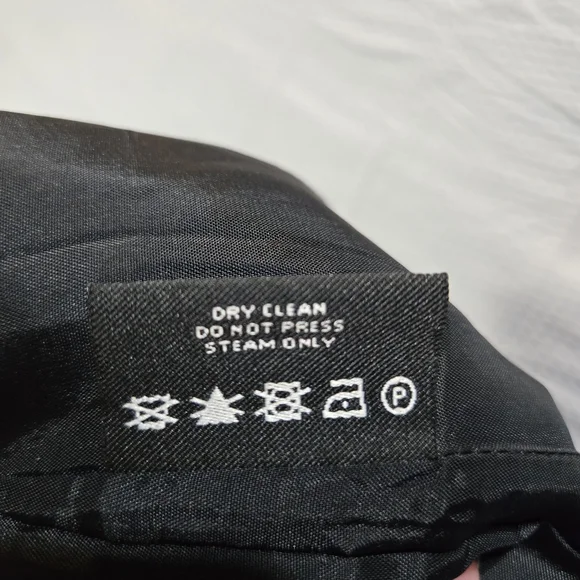 DRY CLEAN
DO NOT PRESS
STEAM ONLY
P